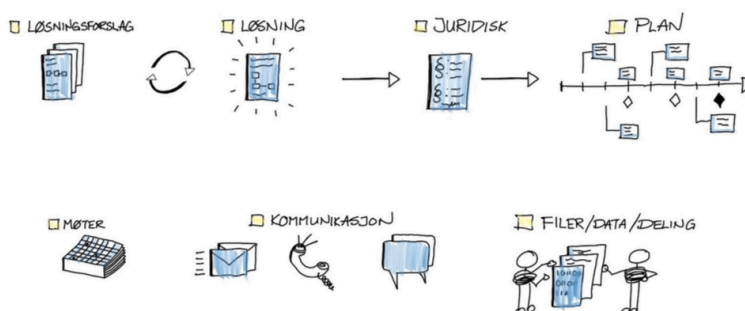 LØSNINGSFORSLAG
LØSNING
JURIDISK
PLAN
MØTER
KOMMUNIKASJON
FILER/DATA/DELING